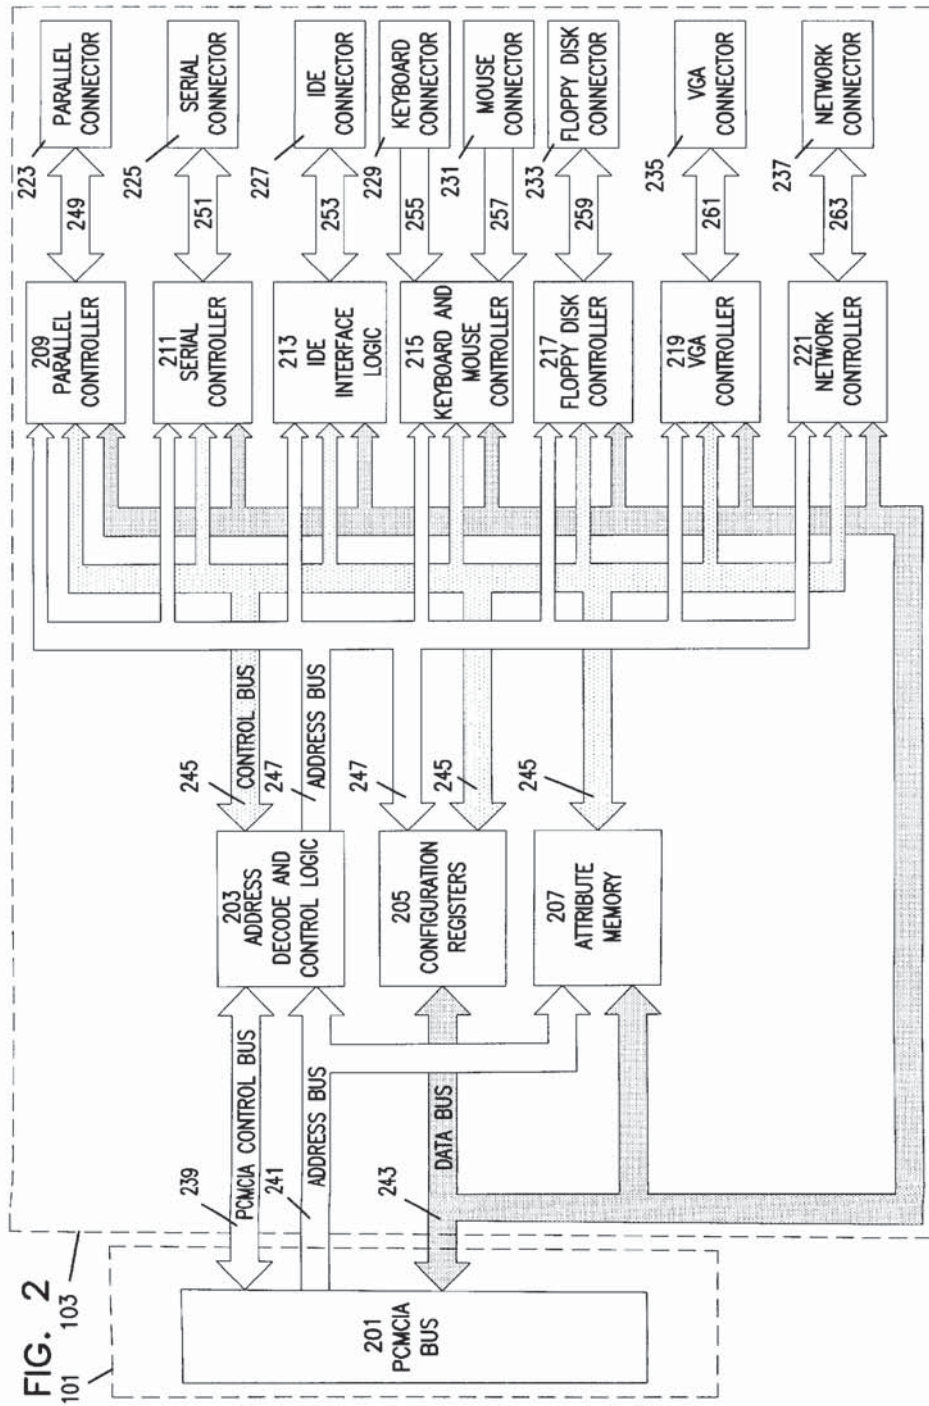 FIG. 2
101
103
201
PCMCIA
BUS
239
PCMCIA CONTROL BUS
241
ADDRESS BUS
243
DATA BUS
203
ADDRESS
DECODE AND
CONTROL LOGIC
205
CONFIGURATION
REGISTERS
207
ATTRIBUTE
MEMORY
245
CONTROL BUS
247
ADDRESS BUS
247
245
245
209
PARALLEL
CONTROLLER
211
SERIAL
CONTROLLER
213
IDE
INTERFACE
LOGIC
215
KEYBOARD AND
MOUSE
CONTROLLER
217
FLOPPY DISK
CONTROLLER
219
VGA
CONTROLLER
221
NETWORK
CONTROLLER
249
251
253
255
257
259
261
263
223
PARALLEL
CONNECTOR
225
SERIAL
CONNECTOR
227
IDE
CONNECTOR
229
KEYBOARD
CONNECTOR
231
MOUSE
CONNECTOR
233
FLOPPY DISK
CONNECTOR
235
VGA
CONNECTOR
237
NETWORK
CONNECTOR